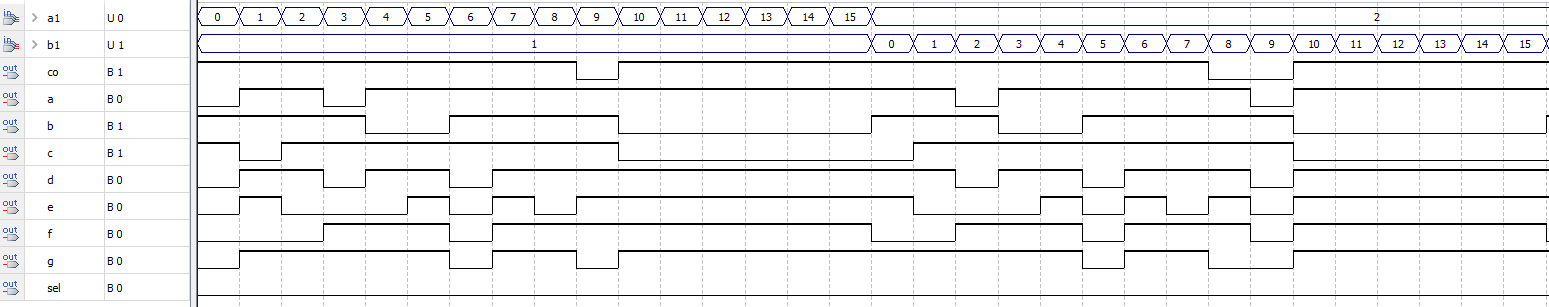 in > a1 U 0 0 1 2 3 4 5 6 7 8 9 10 11 12 13 14 15 2
in > b1 U 1 1 0 1 2 3 4 5 6 7 8 9 10 11 12 13 14 15
out co B 1
out a B 0
out b B 1
out c B 1
out d B 0
out e B 0
out f B 0
out g B 0
out sel B 0